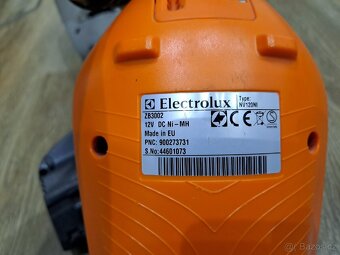 Electrolux
Type:
NV120NI
ZB3002
12V DC Ni-MH
Made in EU
PNC: 900273731
S.No:44601073